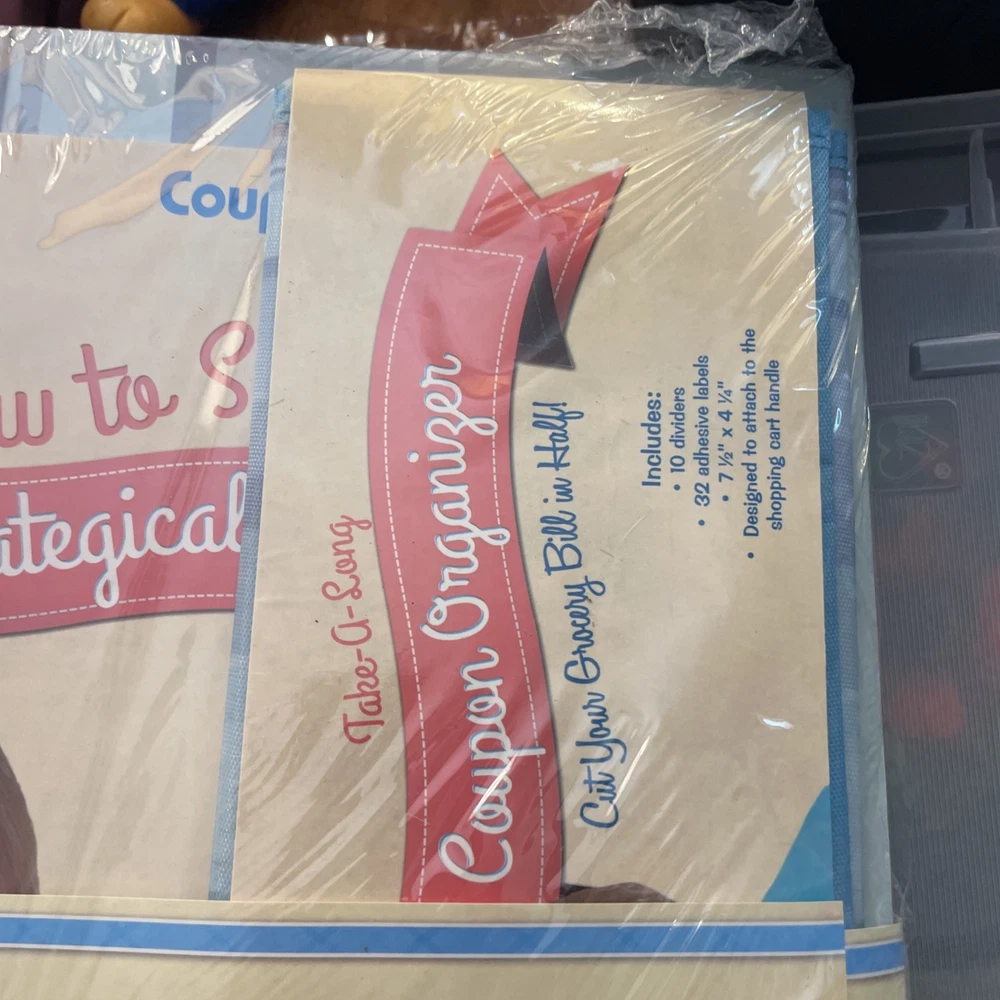 Coup
w to S
ategical
Take-A-Long
Coupon Organizer
Cut Your Grocery Bill in Half!
Includes:
• 10 dividers
• 32 adhesive labels
• 7 ½" x 4 ¼"
• Designed to attach to the
shopping cart handle